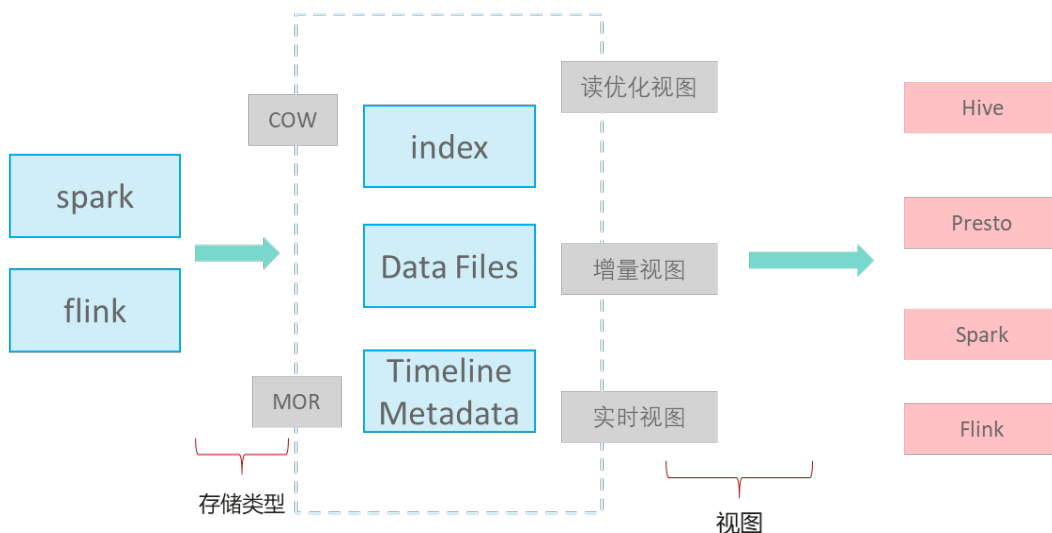 spark
flink
COW
MOR
存储类型
index
Data Files
Timeline
Metadata
读优化视图
增量视图
实时视图
视图
Hive
Presto
Spark
Flink